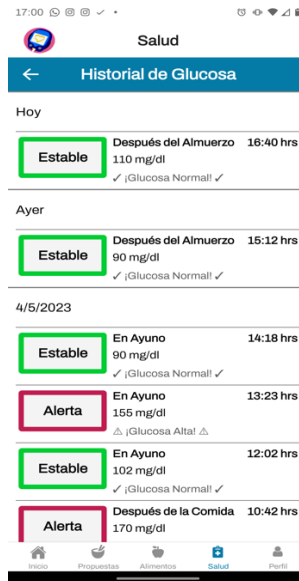 17:00
Salud
← Historial de Glucosa
Hoy
Estable
Después del Almuerzo 16:40 hrs
110 mg/dl
✓ ¡Glucosa Normal! ✓
Ayer
Estable
Después del Almuerzo 15:12 hrs
90 mg/dl
✓ ¡Glucosa Normal! ✓
4/5/2023
Estable
En Ayuno 14:18 hrs
90 mg/dl
✓ ¡Glucosa Normal! ✓
Alerta
En Ayuno 13:23 hrs
155 mg/dl
⚠ ¡Glucosa Alta! ⚠
Estable
En Ayuno 12:02 hrs
102 mg/dl
✓ ¡Glucosa Normal! ✓
Alerta
Después de la Comida 10:42 hrs
170 mg/dl
Inicio Propuestas Alimentos Salud Perfil